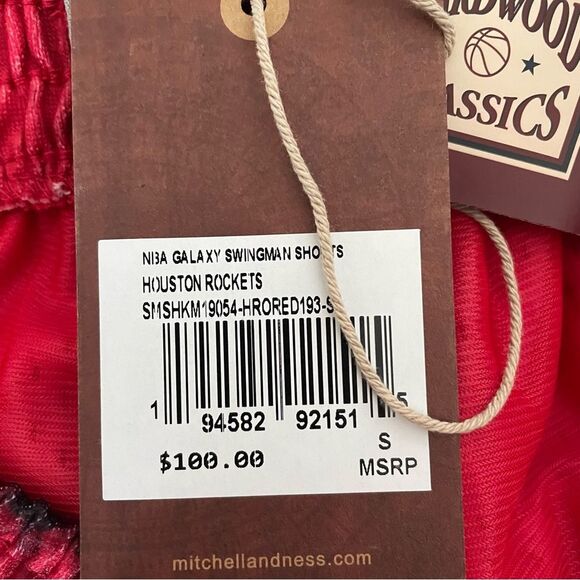 HARDWOOD
CLASSICS
NBA GALAXY SWINGMAN SHORTS
HOUSTON ROCKETS
SMSHKM19054-HRORED193-S
1 94582 92151 5
S
$100.00
MSRP
mitchellandness.com